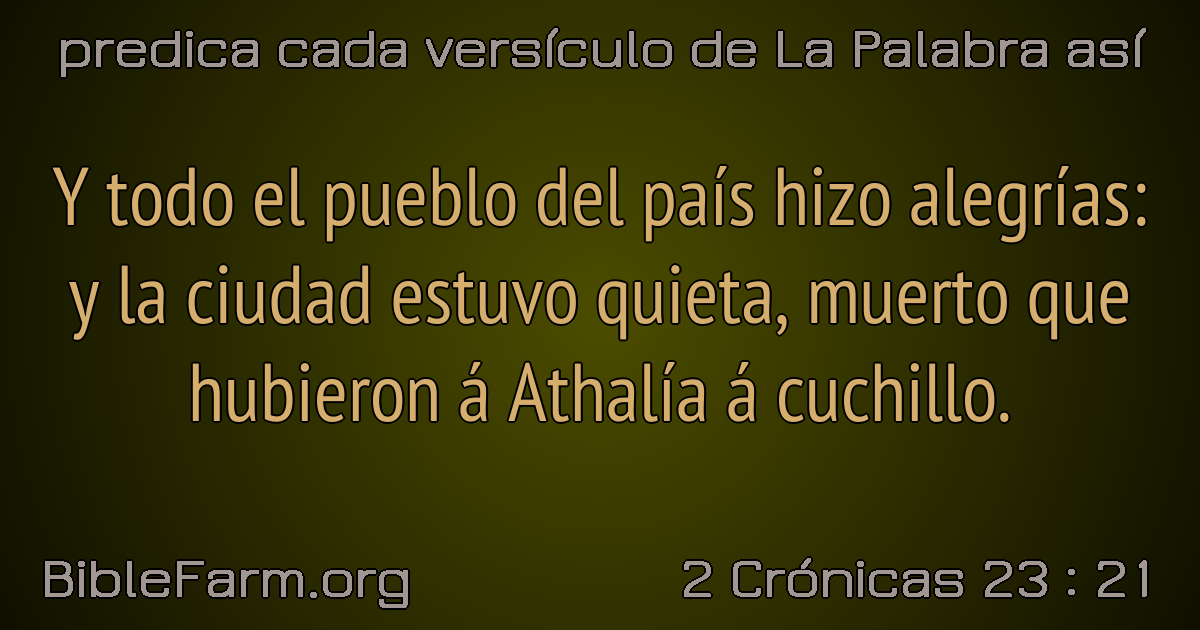 predica cada versículo de La Palabra así
Y todo el pueblo del país hizo alegrías:
y la ciudad estuvo quieta, muerto que
hubieron á Athalía á cuchillo.
BibleFarm.org
2 Crónicas 23 : 21